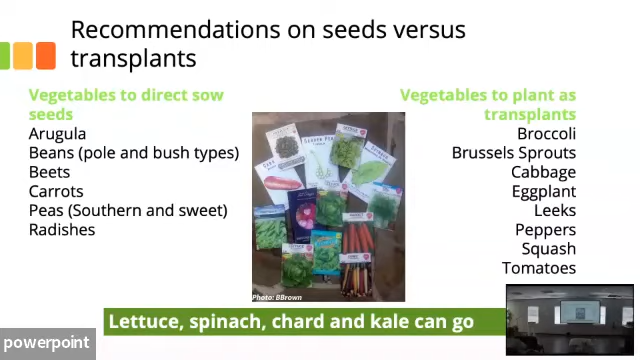 Recommendations on seeds versus
transplants
Vegetables to direct sow
seeds
Arugula
Beans (pole and bush types)
Beets
Carrots
Peas (Southern and sweet)
Radishes
Vegetables to plant as
transplants
Broccoli
Brussels Sprouts
Cabbage
Eggplant
Leeks
Peppers
Squash
Tomatoes
Photo: BBrown
Lettuce, spinach, chard and kale can go
powerpoint